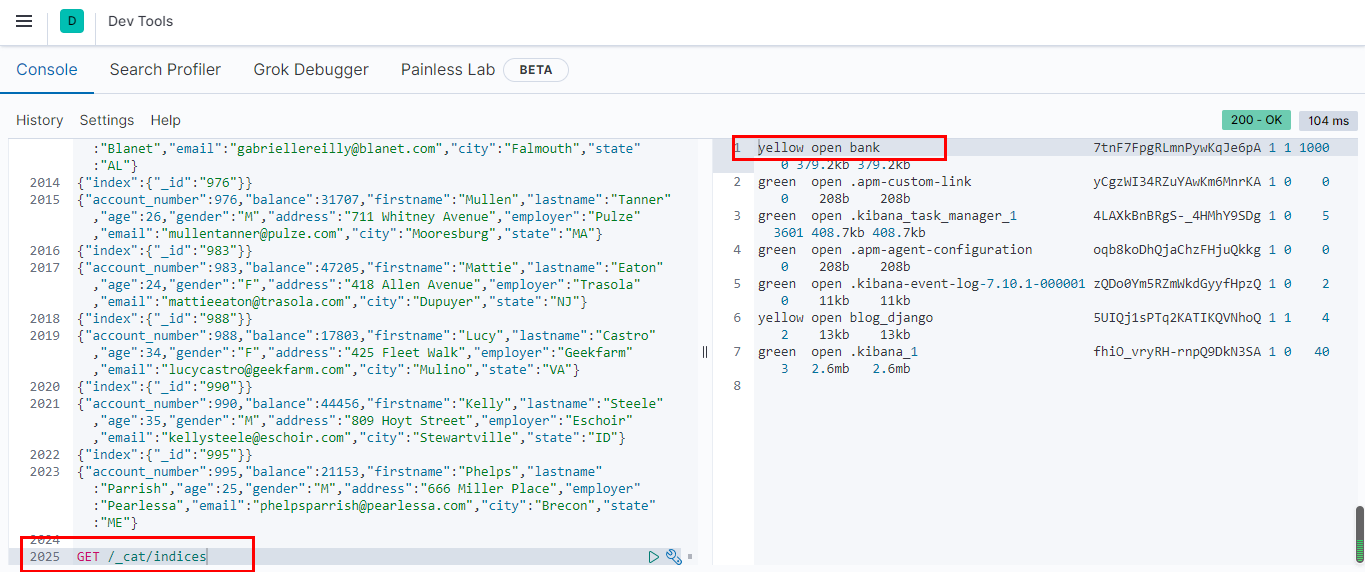 D Dev Tools
Console Search Profiler Grok Debugger Painless Lab BETA
History Settings Help
200 - OK 104 ms
:"Blanet","email":"gabriellereilly@blanet.com","city":"Falmouth","state"
:"AL"}
2014 {"index":{"_id":"976"}}
2015 {"account_number":976,"balance":31707,"firstname":"Mullen","lastname":"Tanner"
,"age":26,"gender":"M","address":"711 Whitney Avenue","employer":"Pulze"
,"email":"mullentanner@pulze.com","city":"Mooresburg","state":"MA"}
2016 {"index":{"_id":"983"}}
2017 {"account_number":983,"balance":47205,"firstname":"Mattie","lastname":"Eaton"
,"age":24,"gender":"F","address":"418 Allen Avenue","employer":"Trasola"
,"email":"mattieeaton@trasola.com","city":"Dupuyer","state":"NJ"}
2018 {"index":{"_id":"988"}}
2019 {"account_number":988,"balance":17803,"firstname":"Lucy","lastname":"Castro"
,"age":34,"gender":"F","address":"425 Fleet Walk","employer":"Geekfarm"
,"email":"lucycastro@geekfarm.com","city":"Mulino","state":"VA"}
2020 {"index":{"_id":"990"}}
2021 {"account_number":990,"balance":44456,"firstname":"Kelly","lastname":"Steele"
,"age":35,"gender":"M","address":"809 Hoyt Street","employer":"Eschoir"
,"email":"kellysteele@eschoir.com","city":"Stewartville","state":"ID"}
2022 {"index":{"_id":"995"}}
2023 {"account_number":995,"balance":21153,"firstname":"Phelps","lastname"
:"Parrish","age":25,"gender":"M","address":"666 Miller Place","employer"
:"Pearlessa","email":"phelpsparrish@pearlessa.com","city":"Brecon","state"
:"ME"}
2024
2025 GET /_cat/indices
1 yellow open bank 7tnF7FpgRLmnPywKqJe6pA 1 1 1000
0 379.2kb 379.2kb
2 green open .apm-custom-link yCgzWI34RZuYAwKm6MnrKA 1 0 0
0 208b 208b
3 green open .kibana_task_manager_1 4LAXkBnBRgS-_4HMhY9SDg 1 0 5
3601 408.7kb 408.7kb
4 green open .apm-agent-configuration oqb8koDhQjaChzFHjuQkkg 1 0 0
0 208b 208b
5 green open .kibana-event-log-7.10.1-000001 zQDo0Ym5RZmWkdGyyfHpzQ 1 0 2
0 11kb 11kb
6 yellow open blog_django 5UIQj1sPTq2KATIKQVNhoQ 1 1 4
2 13kb 13kb
7 green open .kibana_1 fhiO_vryRH-rnpQ9DkN3SA 1 0 40
3 2.6mb 2.6mb
8